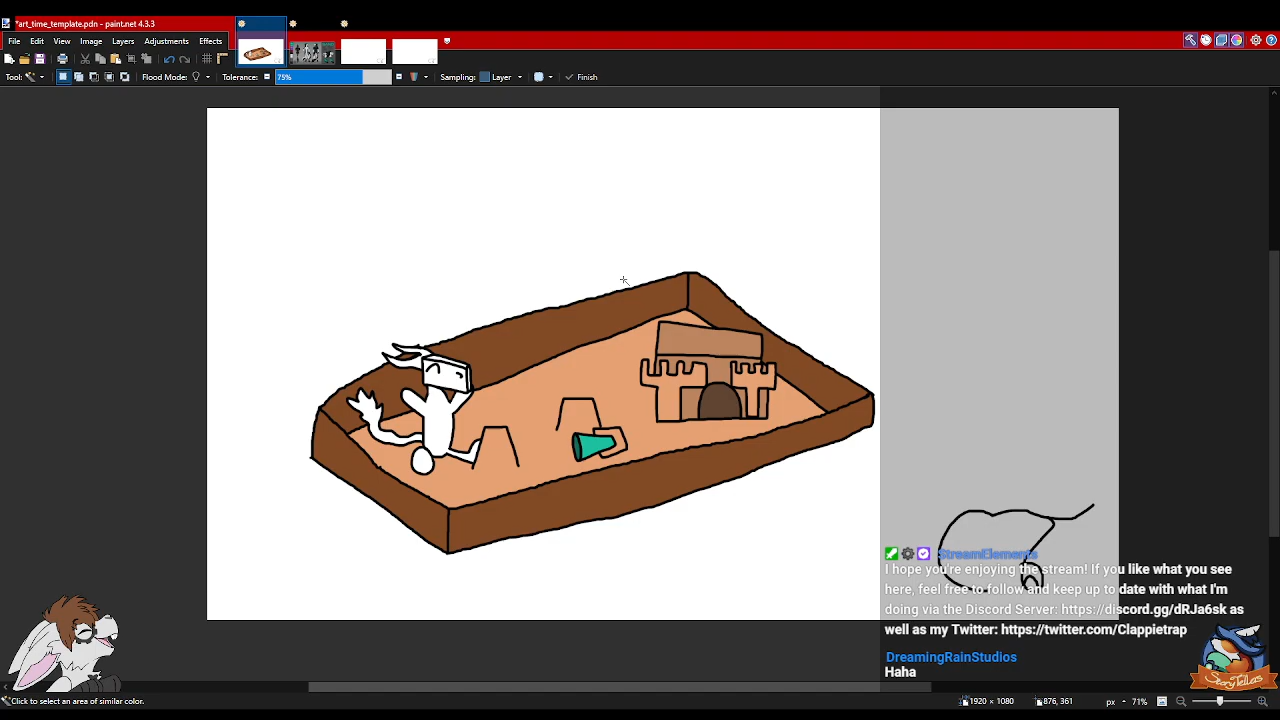 *art_time_template.pdn - paint.net 4.3.3
File Edit View Image Layers Adjustments Effects
Tool: Flood Mode: Tolerance: 75% Sampling: Layer Finish
StreamElements
I hope you're enjoying the stream! If you like what you see
here, feel free to follow and keep up to date with what I'm
doing via the Discord Server: https://discord.gg/dRJa6sk as
well as my Twitter: https://twitter.com/Clappietrap
DreamingRainStudios
Haha
StoryTellers
Click to select an area of similar color. 1920 × 1080 876, 361 px 71%